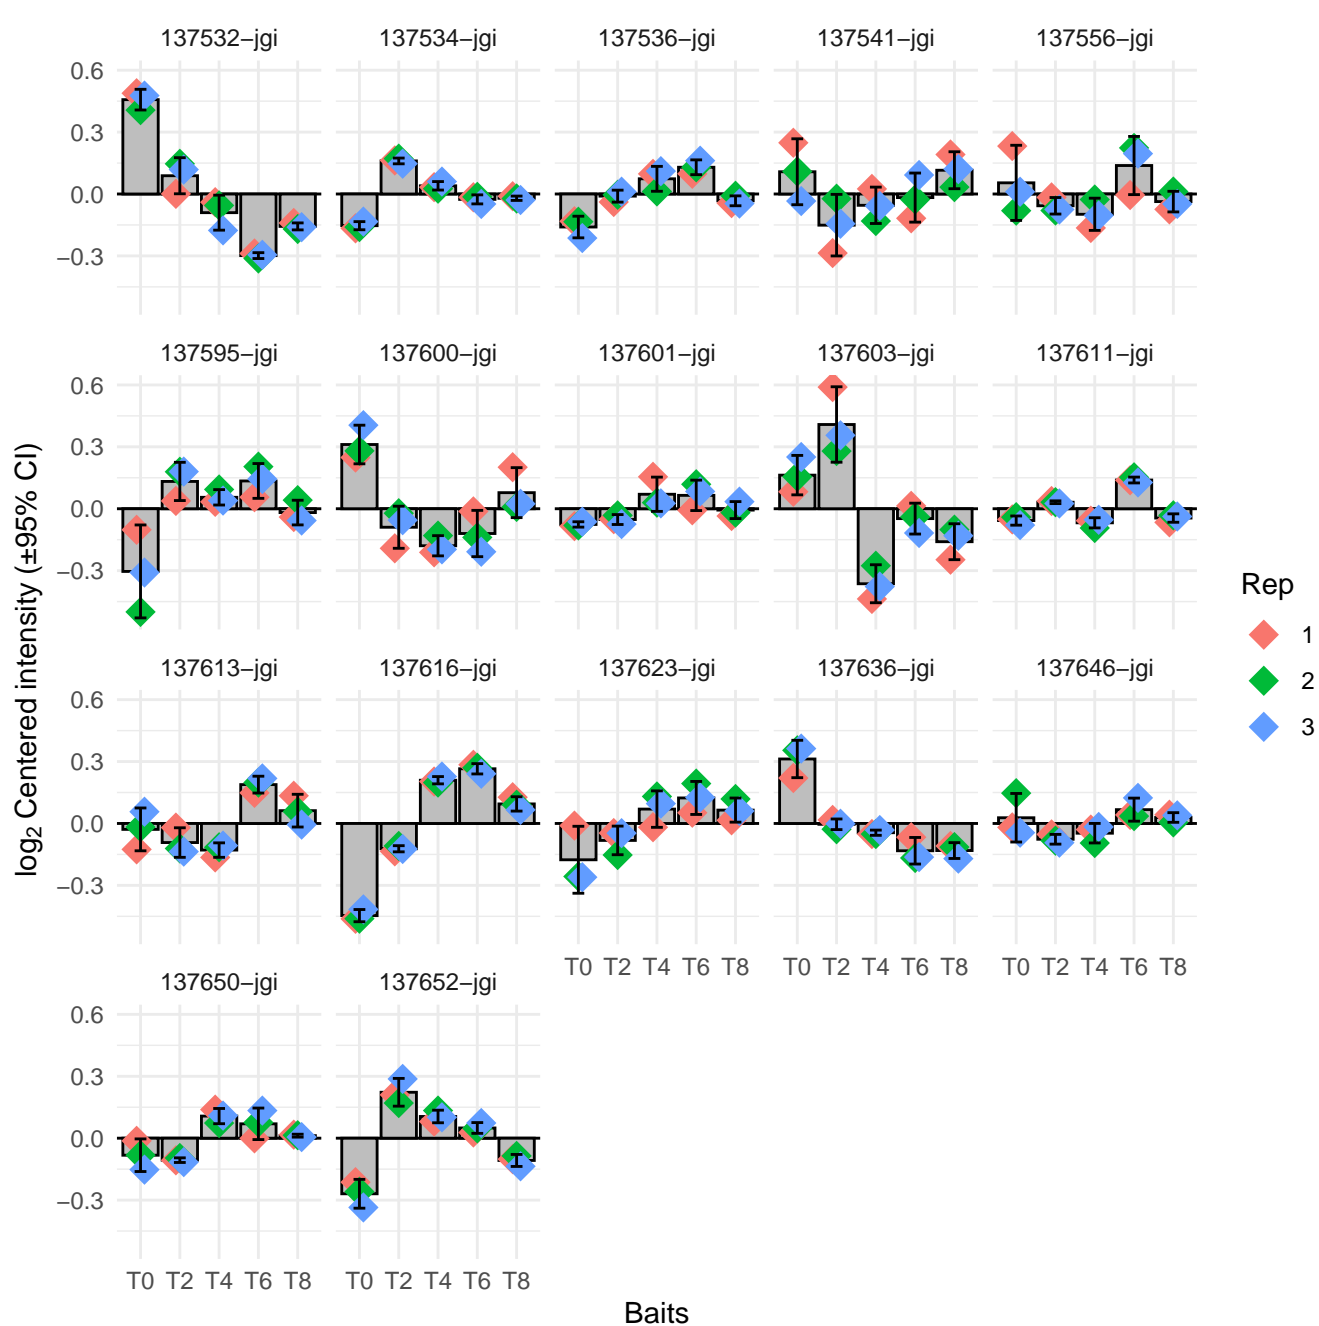 137532−jgi 137534−jgi 137536−jgi 137541−jgi 137556−jgi
0.6
0.3
0.0
−0.3
137595−jgi 137600−jgi 137601−jgi 137603−jgi 137611−jgi
0.6
0.3
0.0
−0.3
137613−jgi 137616−jgi 137623−jgi 137636−jgi 137646−jgi
0.6
0.3
0.0
−0.3
T0 T2 T4 T6 T8 T0 T2 T4 T6 T8 T0 T2 T4 T6 T8
137650−jgi 137652−jgi
0.6
0.3
0.0
−0.3
T0 T2 T4 T6 T8 T0 T2 T4 T6 T8
Baits
log2 Centered intensity (±95% CI)
Rep
1
2
3